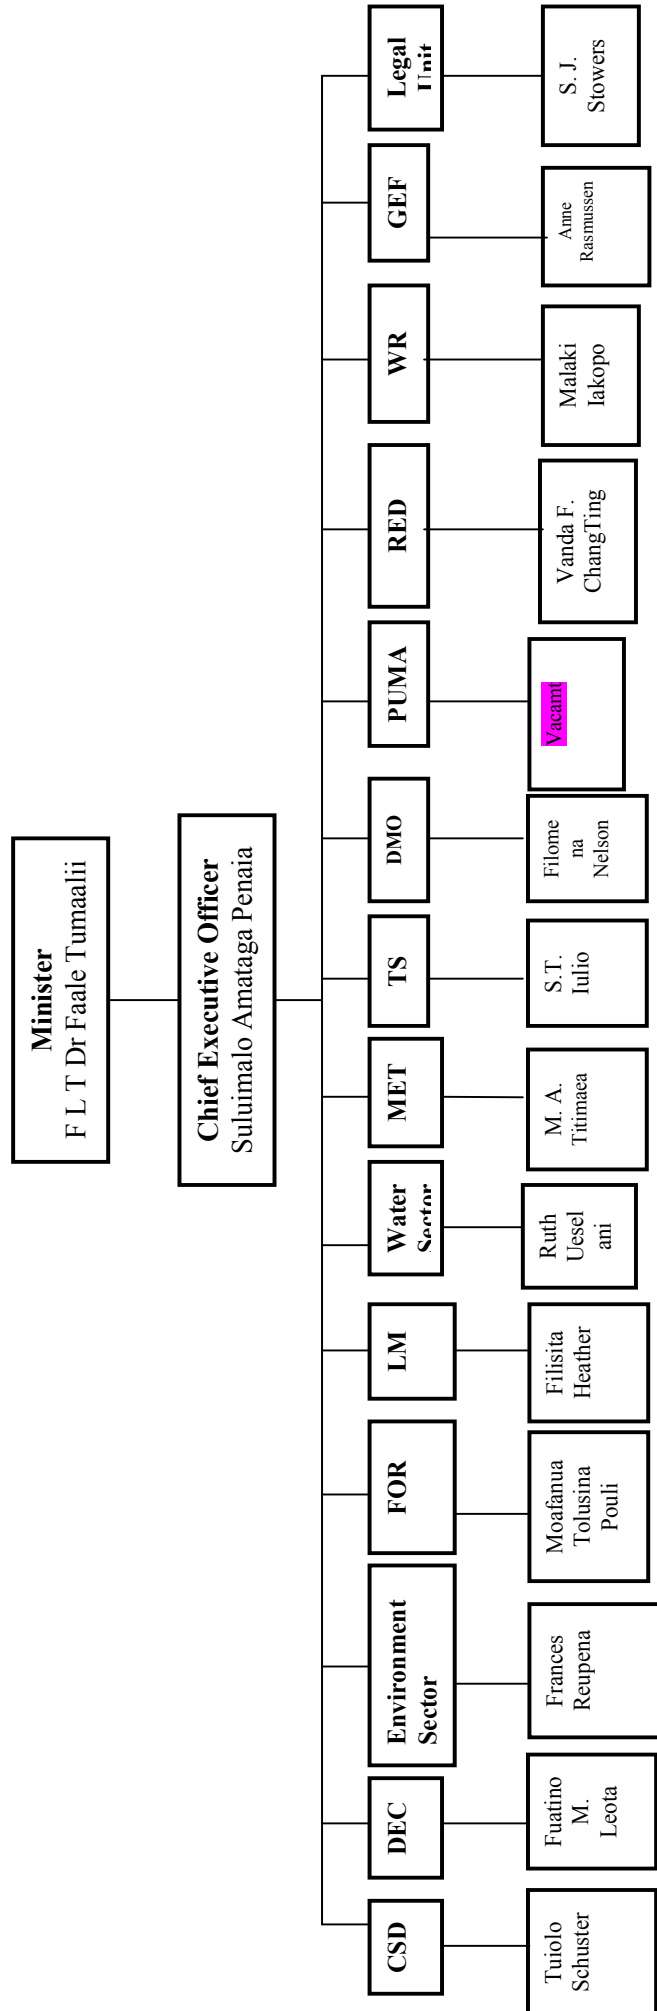 Minister
F L T Dr Faale Tumaalii
Chief Executive Officer
Suluimalo Amataga Penaia
CSD
DEC
Environment
Sector
FOR
LM
Water
Sector
MET
TS
DMO
PUMA
RED
WR
GEF
Legal
Unit
Tuiolo
Schuster
Fuatino
M.
Leota
Frances
Reupena
Moafanua
Tolusina
Pouli
Filisita
Heather
Ruth
Uesel
ani
M. A.
Titimaea
S.T.
Iulio
Filome
na
Nelson
Vacamt
Vanda F.
ChangTing
Malaki
Iakopo
Anne
Rasmussen
S. J.
Stowers